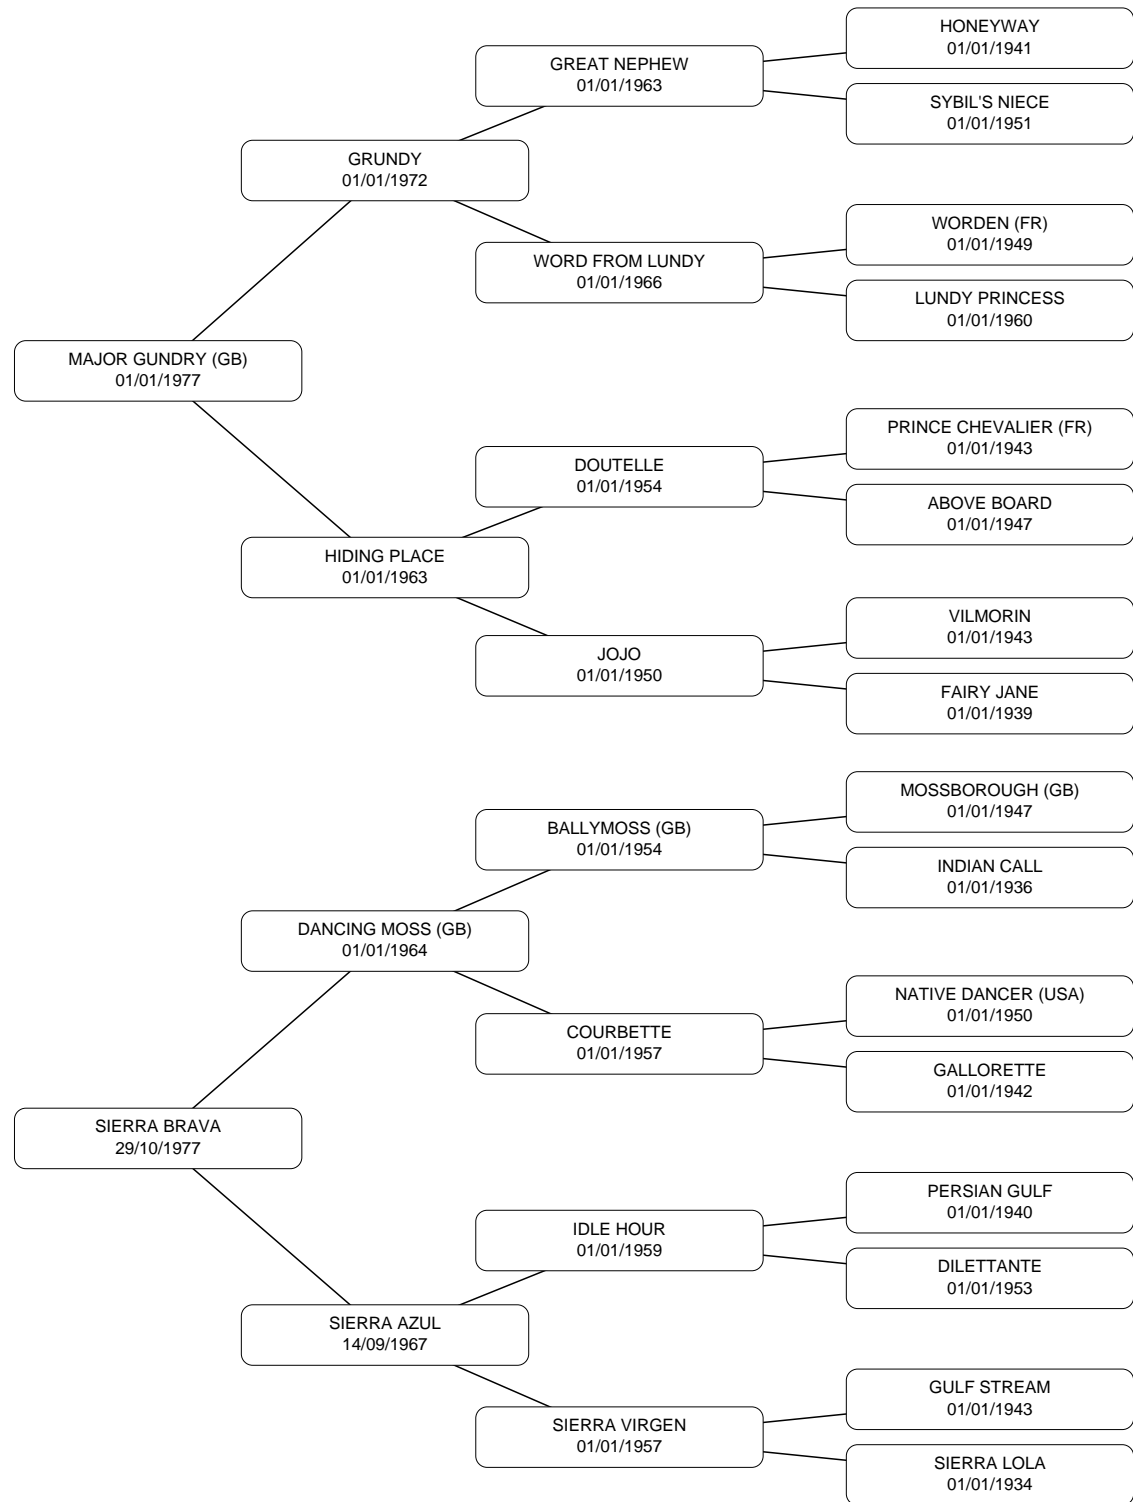 HONEYWAY
01/01/1941
GREAT NEPHEW
01/01/1963
SYBIL'S NIECE
01/01/1951
GRUNDY
01/01/1972
WORDEN (FR)
01/01/1949
WORD FROM LUNDY
01/01/1966
LUNDY PRINCESS
01/01/1960
MAJOR GUNDRY (GB)
01/01/1977
PRINCE CHEVALIER (FR)
01/01/1943
DOUTELLE
01/01/1954
ABOVE BOARD
01/01/1947
HIDING PLACE
01/01/1963
VILMORIN
01/01/1943
JOJO
01/01/1950
FAIRY JANE
01/01/1939
MOSSBOROUGH (GB)
01/01/1947
BALLYMOSS (GB)
01/01/1954
INDIAN CALL
01/01/1936
DANCING MOSS (GB)
01/01/1964
NATIVE DANCER (USA)
01/01/1950
COURBETTE
01/01/1957
GALLORETTE
01/01/1942
SIERRA BRAVA
29/10/1977
PERSIAN GULF
01/01/1940
IDLE HOUR
01/01/1959
DILETTANTE
01/01/1953
SIERRA AZUL
14/09/1967
GULF STREAM
01/01/1943
SIERRA VIRGEN
01/01/1957
SIERRA LOLA
01/01/1934